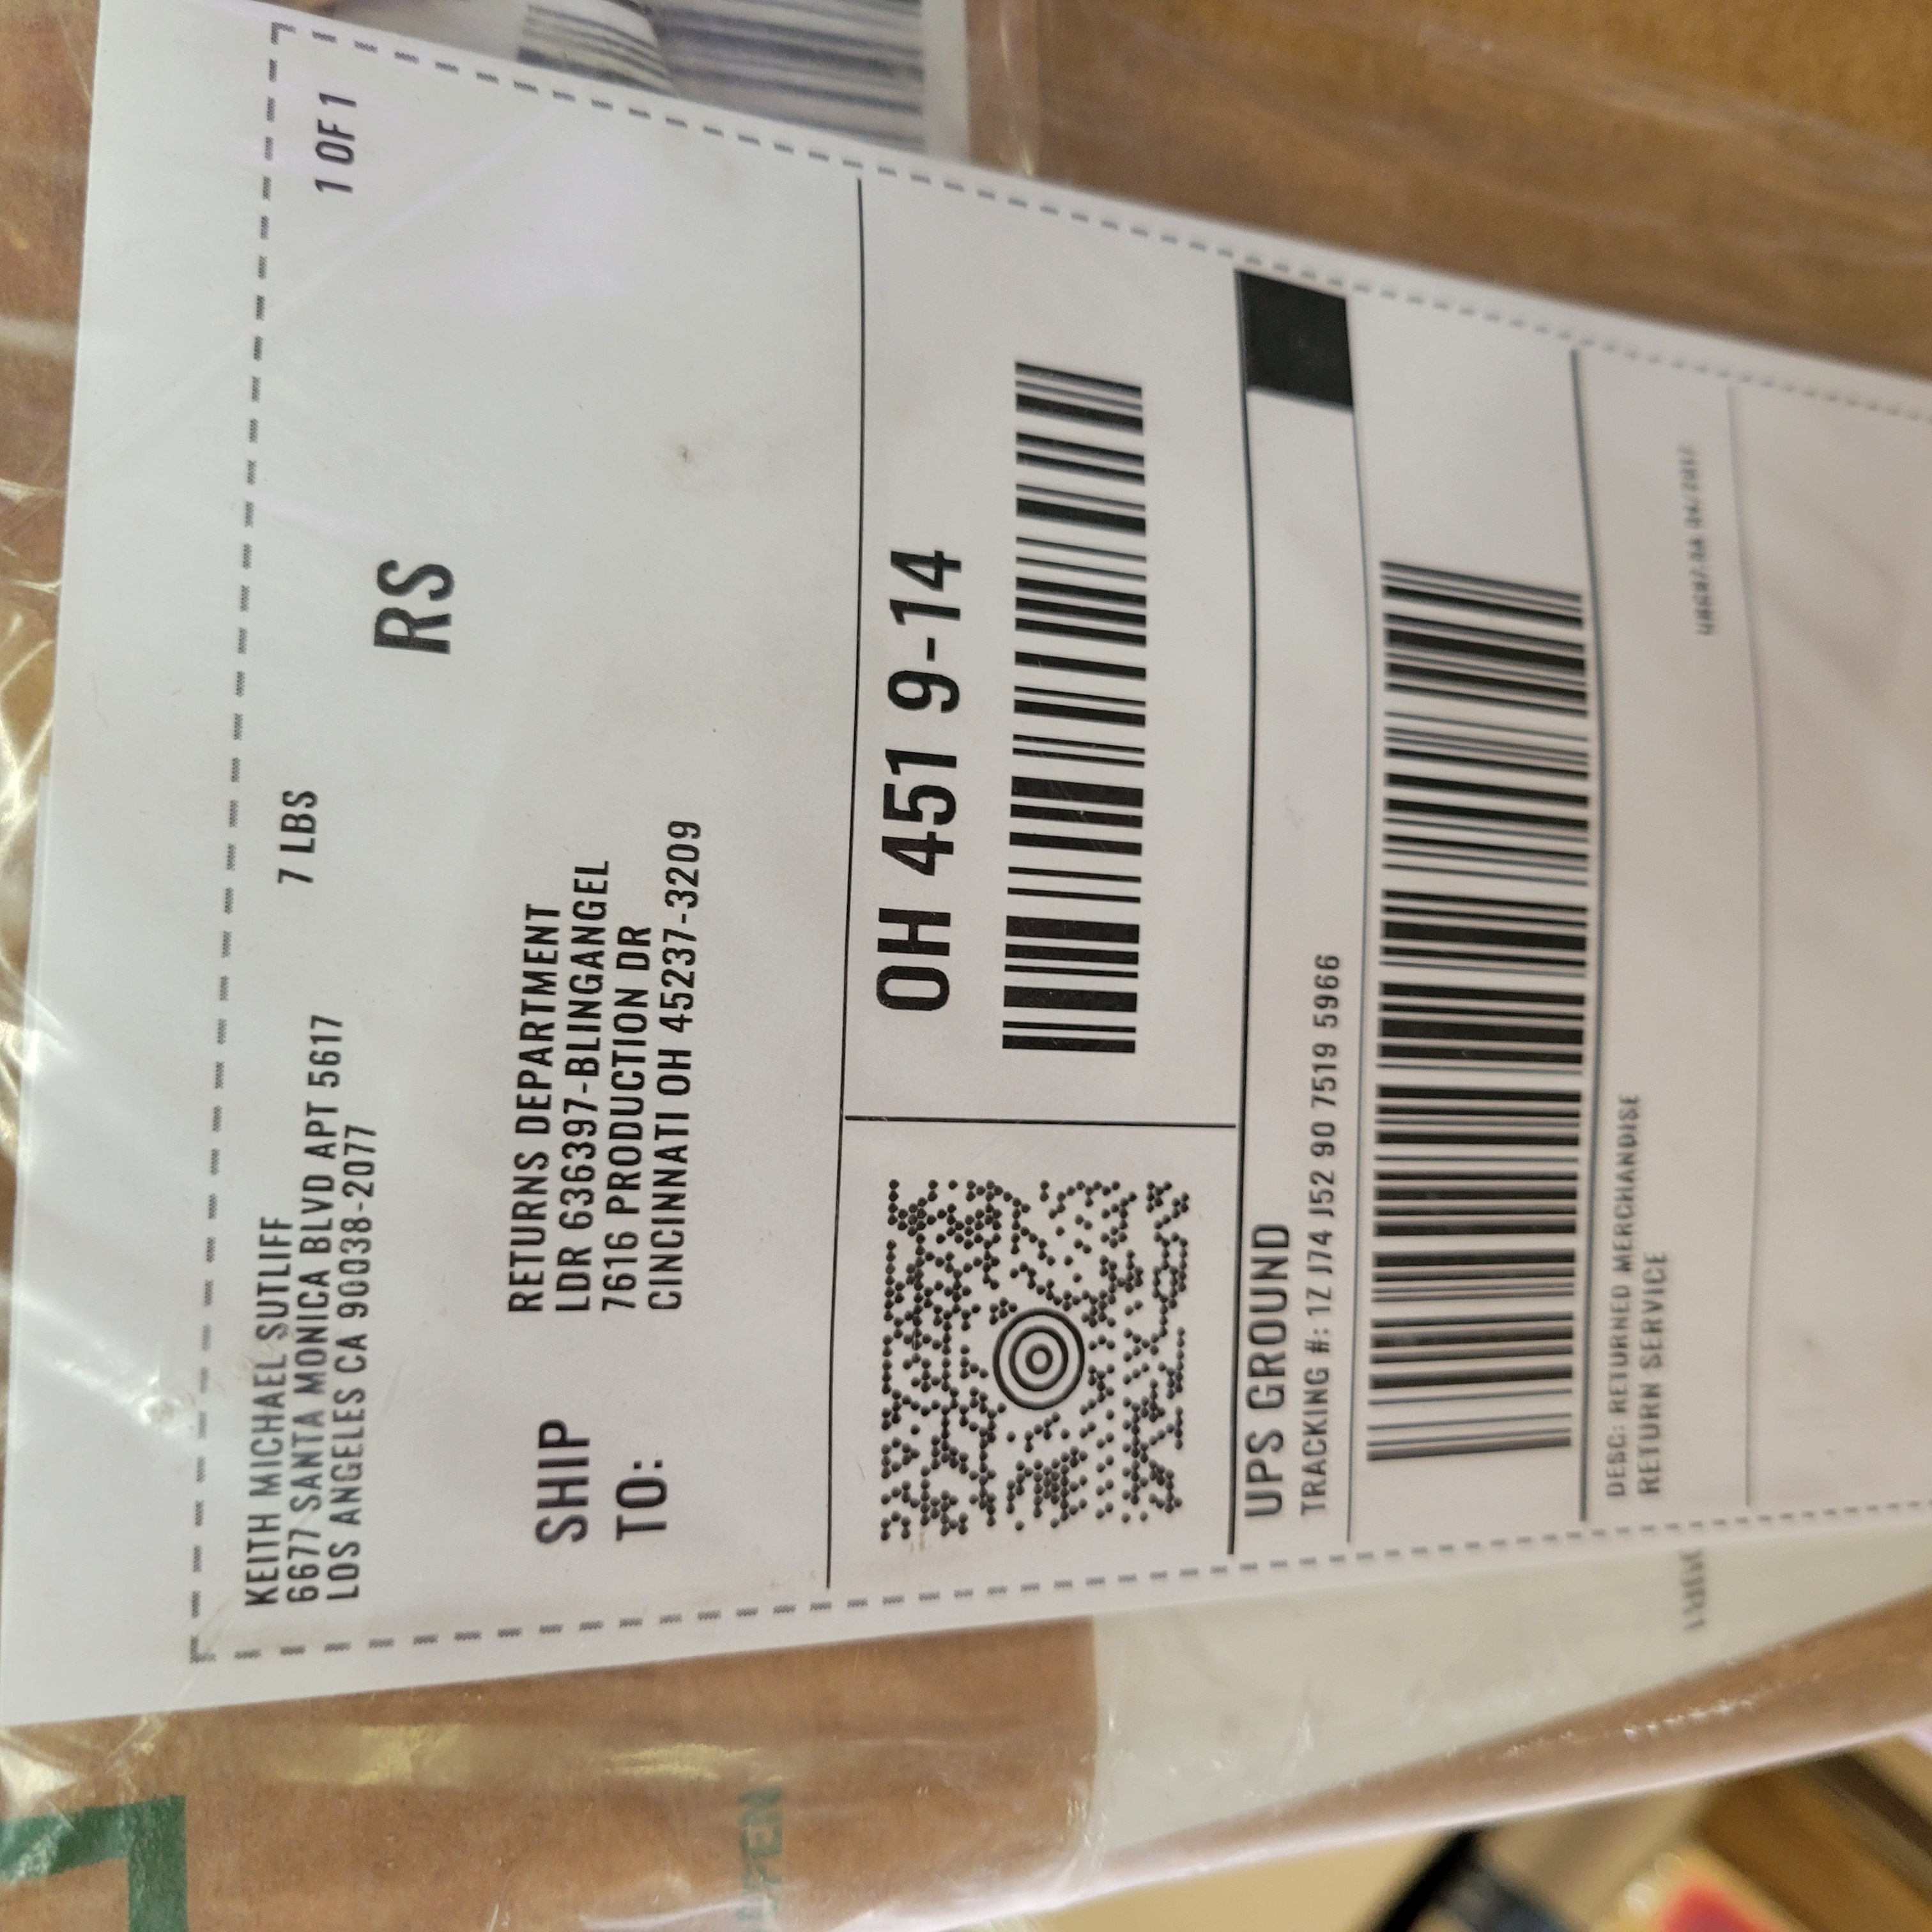 KEITH MICHAEL SUTLIFF
6677 SANTA MONICA BLVD APT 5617
LOS ANGELES CA 90038-2077
7 LBS
1 OF 1
RS
SHIP
TO:
RETURNS DEPARTMENT
LDR 636397-BLINGANGEL
7616 PRODUCTION DR
CINCINNATI OH 45237-3209
OH 451 9-14
UPS GROUND
TRACKING #: 1Z J74 J52 90 7519 5966
DESC: RETURNED MERCHANDISE
RETURN SERVICE